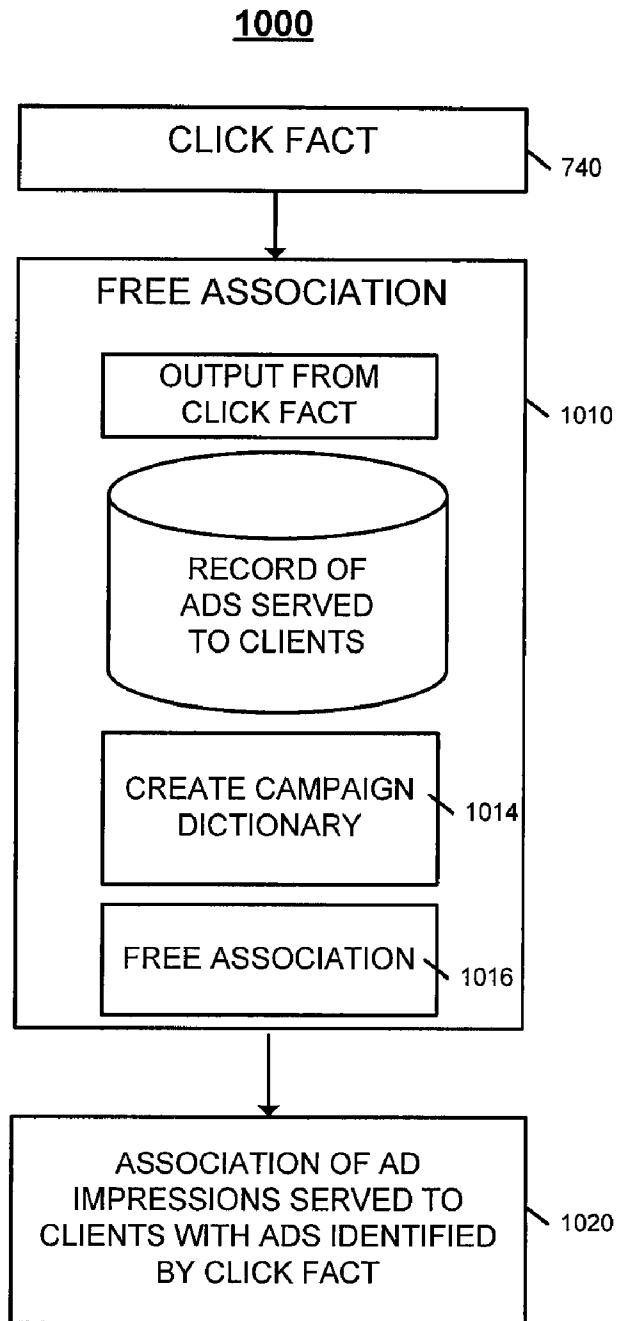 1000
CLICK FACT
740
FREE ASSOCIATION
OUTPUT FROM
CLICK FACT
1010
RECORD OF
ADS SERVED
TO CLIENTS
CREATE CAMPAIGN
DICTIONARY
1014
FREE ASSOCIATION
1016
ASSOCIATION OF AD
IMPRESSIONS SERVED TO
CLIENTS WITH ADS IDENTIFIED
BY CLICK FACT
1020